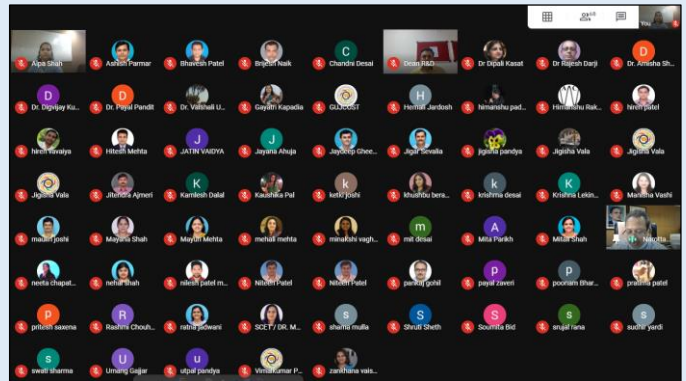 You
Alpa Shah Ashish Parmar Bhavesh Patel Brijesh Naik C Chandni Desai Dean R&D Dr Dipali Kasat Dr Rajesh Darji D Dr. Amisha Sh...
D Dr. Digvijay Ku... D Dr. Payal Pandit Dr. Vaishali U... Gayatri Kapadia GUJCOST H Hemali Jardosh himanshu pad... Himanshu Rak... hiren patel
hiren vavaiya Hitesh Mehta J JATIN VAIDYA J Jayana Ahuja Jaydeep Ghee... Jigar Sevalia jigisha pandya Jigisha Vala Jigisha Vala
Jigisha Vala Jitendra Ajmeri K Kamlesh Dalal Kaushika Pal k ketki joshi khushbu bera... k krishma desai K Krishna Lekin... Manisha Vashi
maulin joshi Mayana Shah Mayuri Mehta mehali mehta minakshi vagh... m mit desai A Mita Parikh Mitali Shah Narotta...
neeta chapat... nehal shah nilesh patel m... Niteen Patel Niteen Patel pankaj gohil p payal zaveri p poonam Bhar... pratima patel
p pritesh saxena R Rashmi Chouh... ratna jadwani SCET / DR. M... s shama mulla S Shruti Sheth S Soumita Bid s srujal rana s sudhir yardi
s swati sharma U Umang Gajjar u utpal pandya Vimalkumar P... zankhana vais...